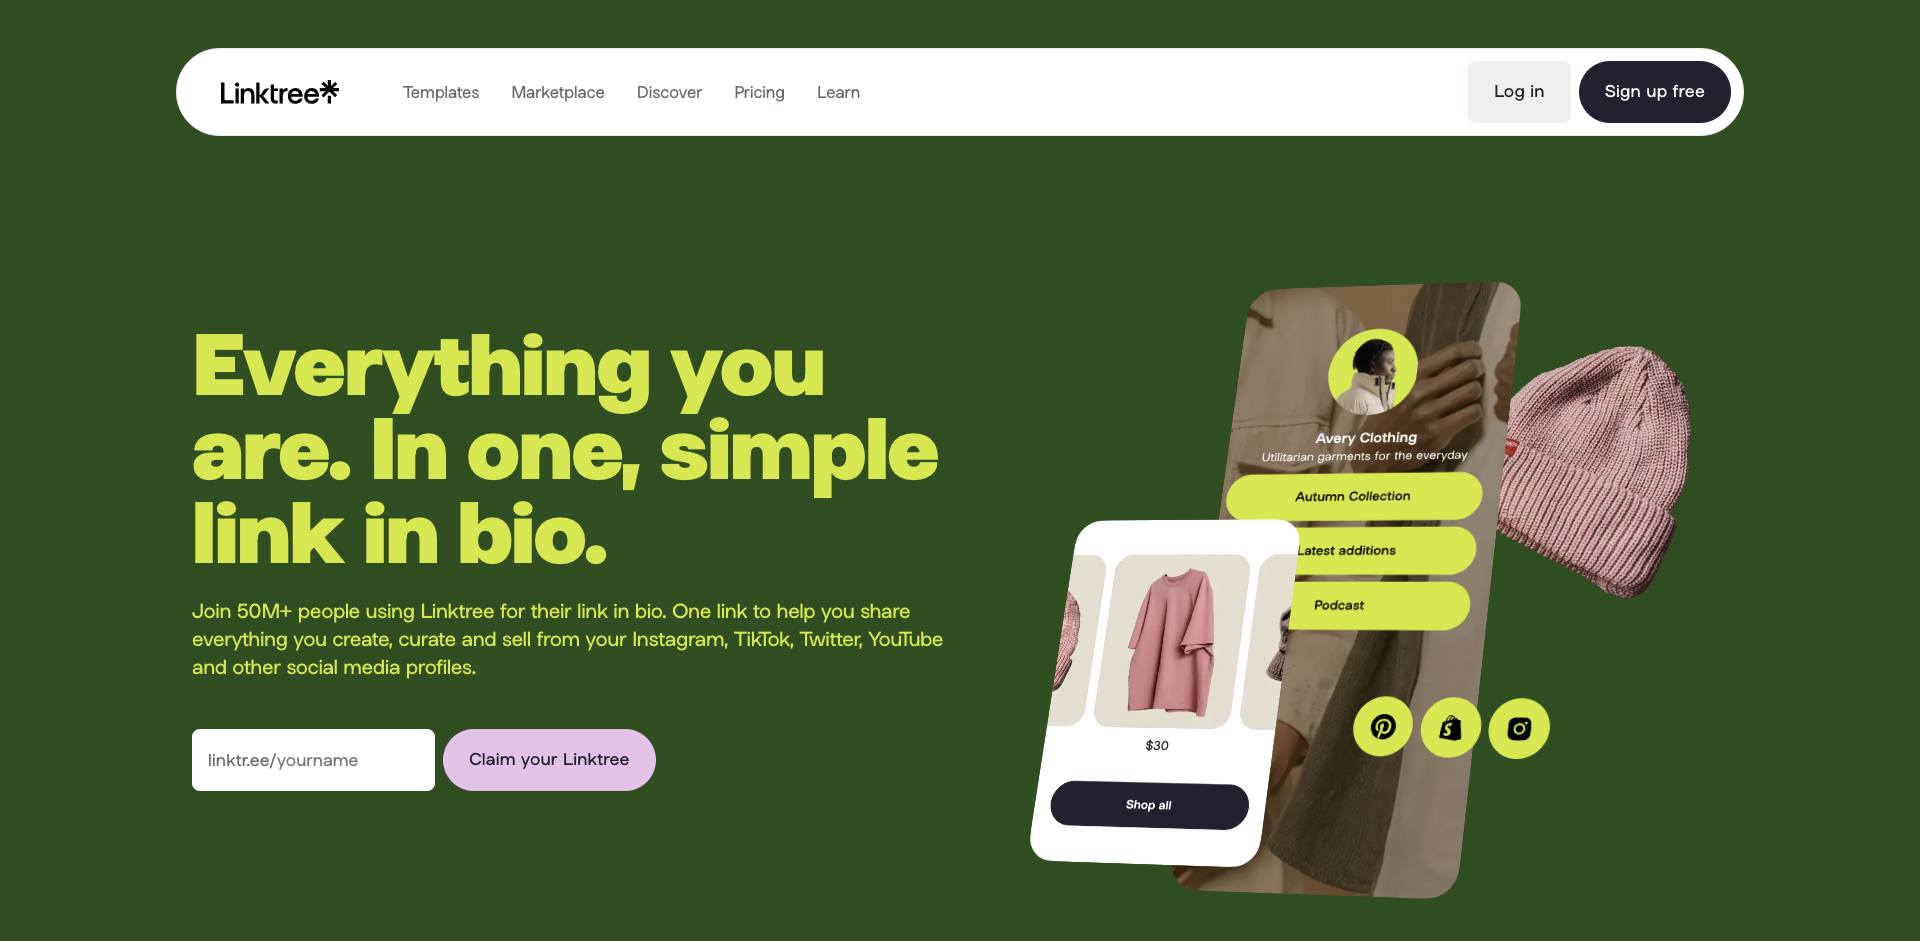 Linktree
Templates
Marketplace
Discover
Pricing
Learn
Log in
Sign up free
Everything you
are. In one, simple
link in bio.
Join 50M+ people using Linktree for their link in bio. One link to help you share
everything you create, curate and sell from your Instagram, TikTok, Twitter, YouTube
and other social media profiles.
linktr.ee/yourname
Claim your Linktree
Avery Clothing
Utilitarian garments for the everyday
Autumn Collection
Latest additions
Podcast
$30
Shop all